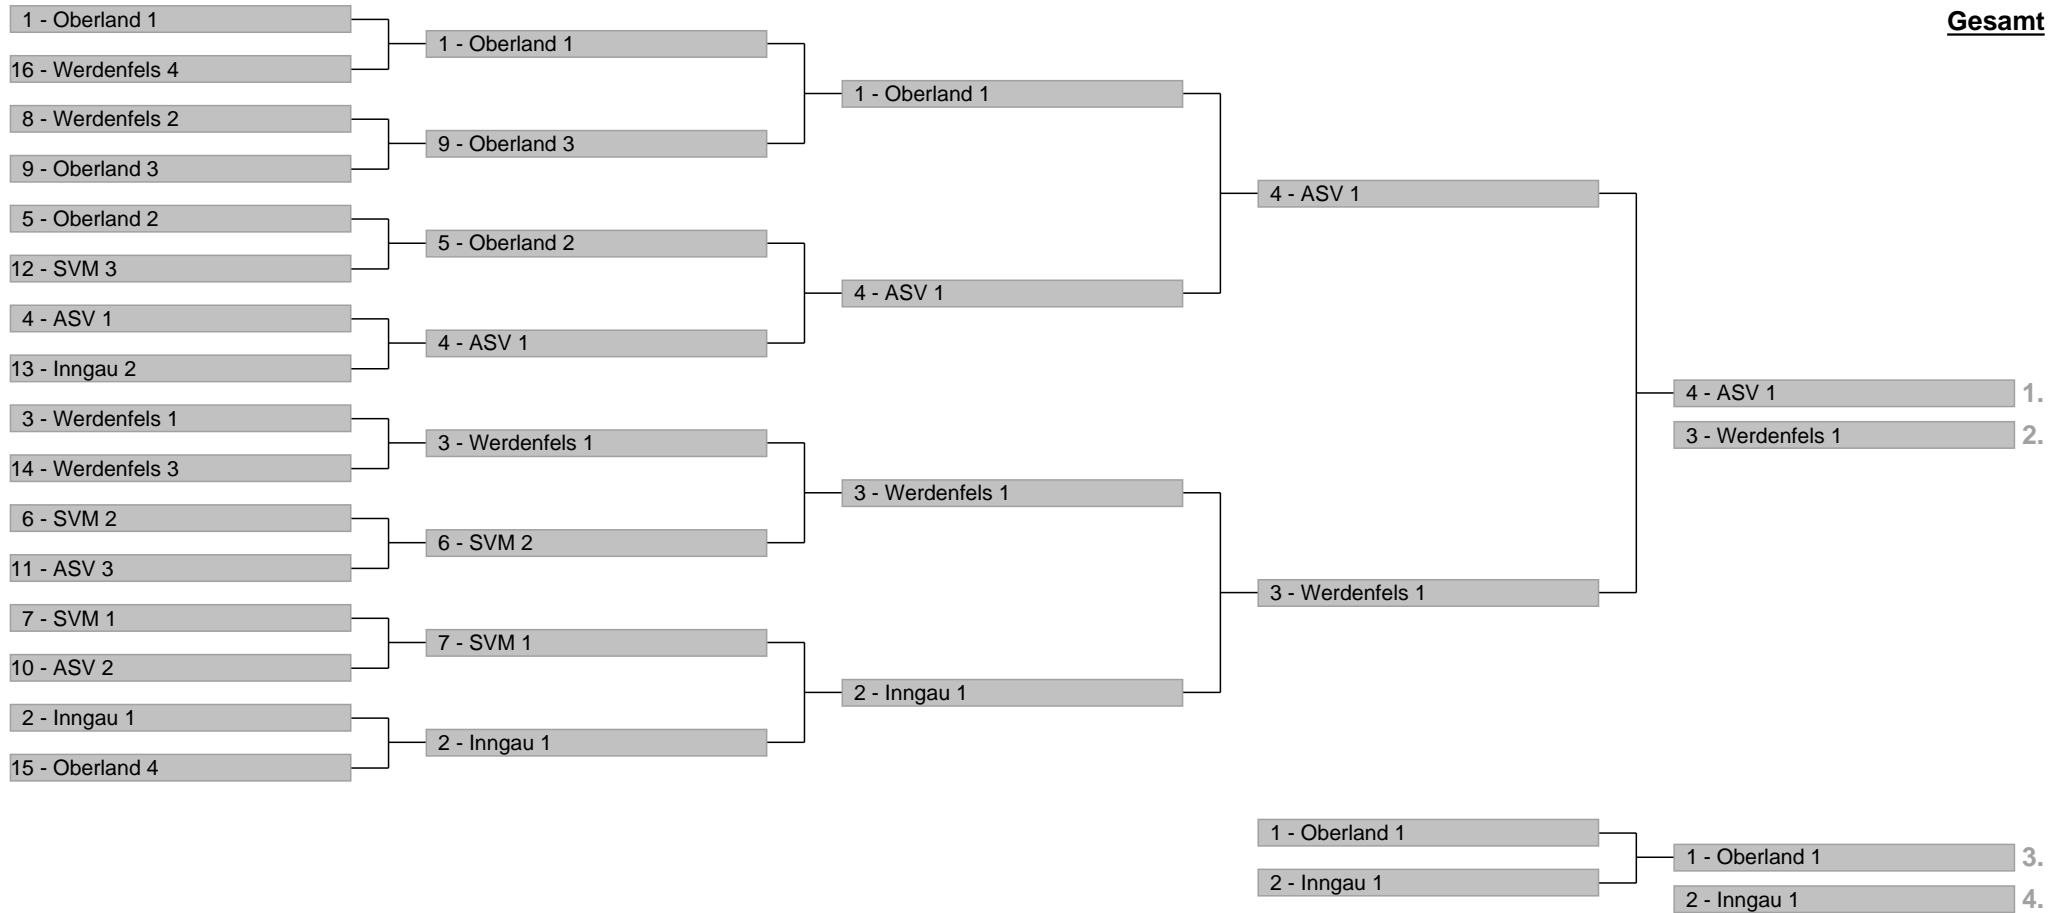 Gesamt
1 - Oberland 1
16 - Werdenfels 4
8 - Werdenfels 2
9 - Oberland 3
5 - Oberland 2
12 - SVM 3
4 - ASV 1
13 - Inngau 2
3 - Werdenfels 1
14 - Werdenfels 3
6 - SVM 2
11 - ASV 3
7 - SVM 1
10 - ASV 2
2 - Inngau 1
15 - Oberland 4
1 - Oberland 1
9 - Oberland 3
5 - Oberland 2
4 - ASV 1
3 - Werdenfels 1
6 - SVM 2
7 - SVM 1
2 - Inngau 1
1 - Oberland 1
4 - ASV 1
3 - Werdenfels 1
2 - Inngau 1
4 - ASV 1
3 - Werdenfels 1
4 - ASV 1 1.
3 - Werdenfels 1 2.
1 - Oberland 1
2 - Inngau 1
1 - Oberland 1 3.
2 - Inngau 1 4.